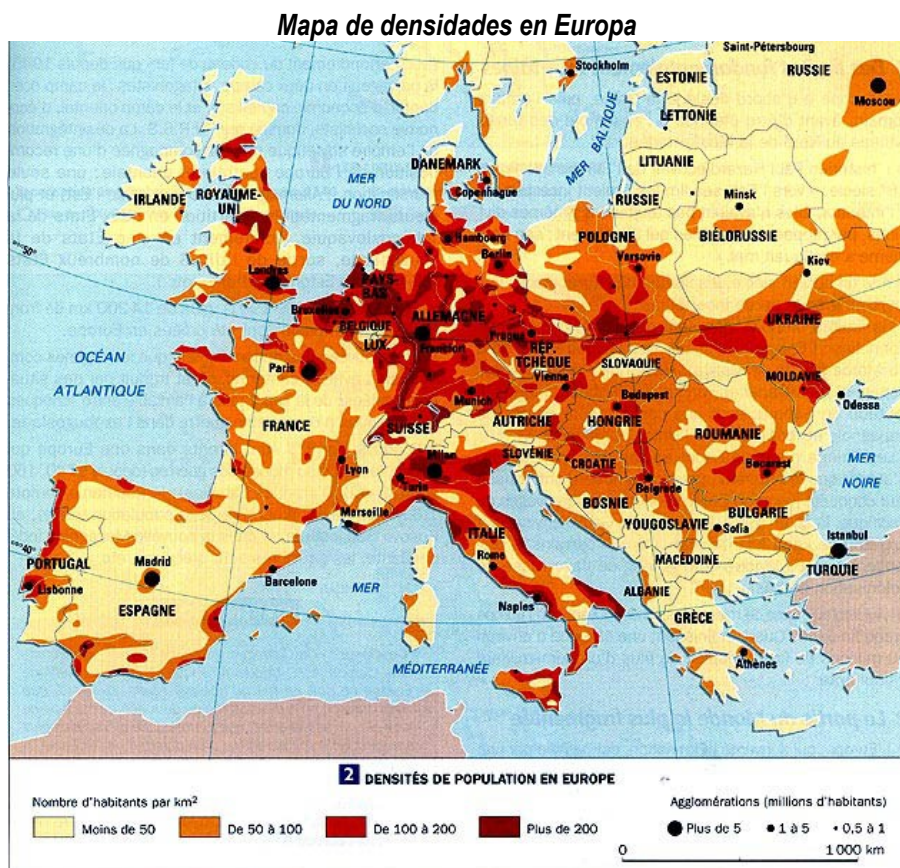 Mapa de densidades en Europa
Saint-Pétersbourg
RUSSIE
Stockholm
ESTONIE
Moscou
LETTONIE
MER BALTIQUE
LITUANIE
DANEMARK
MER
DU NORD
Copenhague
RUSSIE
Minsk
BIÉLORUSSIE
IRLANDE
ROYAUME-
UNI
Hambourg
POLOGNE
Berlin
Varsovie
Kiev
50°
Londres
PAYS-
BAS
Bruxelles
BELGIQUE
ALLEMAGNE
UKRAINE
LUX.
Francfort
Prague
RÉP.
TCHÈQUE
OCÉAN
ATLANTIQUE
Paris
SLOVAQUIE
Vienne
MOLDAVIE
Munich
Budapest
Odessa
FRANCE
SUISSE
AUTRICHE
HONGRIE
ROUMANIE
SLOVÉNIE
Milan
Lyon
Turin
CROATIE
Bucarest
MER
NOIRE
Belgrade
BOSNIE
Marseille
BULGARIE
YOUGOSLAVIE
Sofia
ITALIE
Istanbul
40°
PORTUGAL
Madrid
Rome
MACÉDOINE
TURQUIE
Lisbonne
Barcelone
MER
ALBANIE
ESPAGNE
Naples
GRÈCE
MÉDITERRANÉE
Athènes
2 DENSITÉS DE POPULATION EN EUROPE
Nombre d'habitants par km²
Agglomérations (millions d'habitants)
Moins de 50
De 50 à 100
De 100 à 200
Plus de 200
Plus de 5
1 à 5
0,5 à 1
0
1 000 km